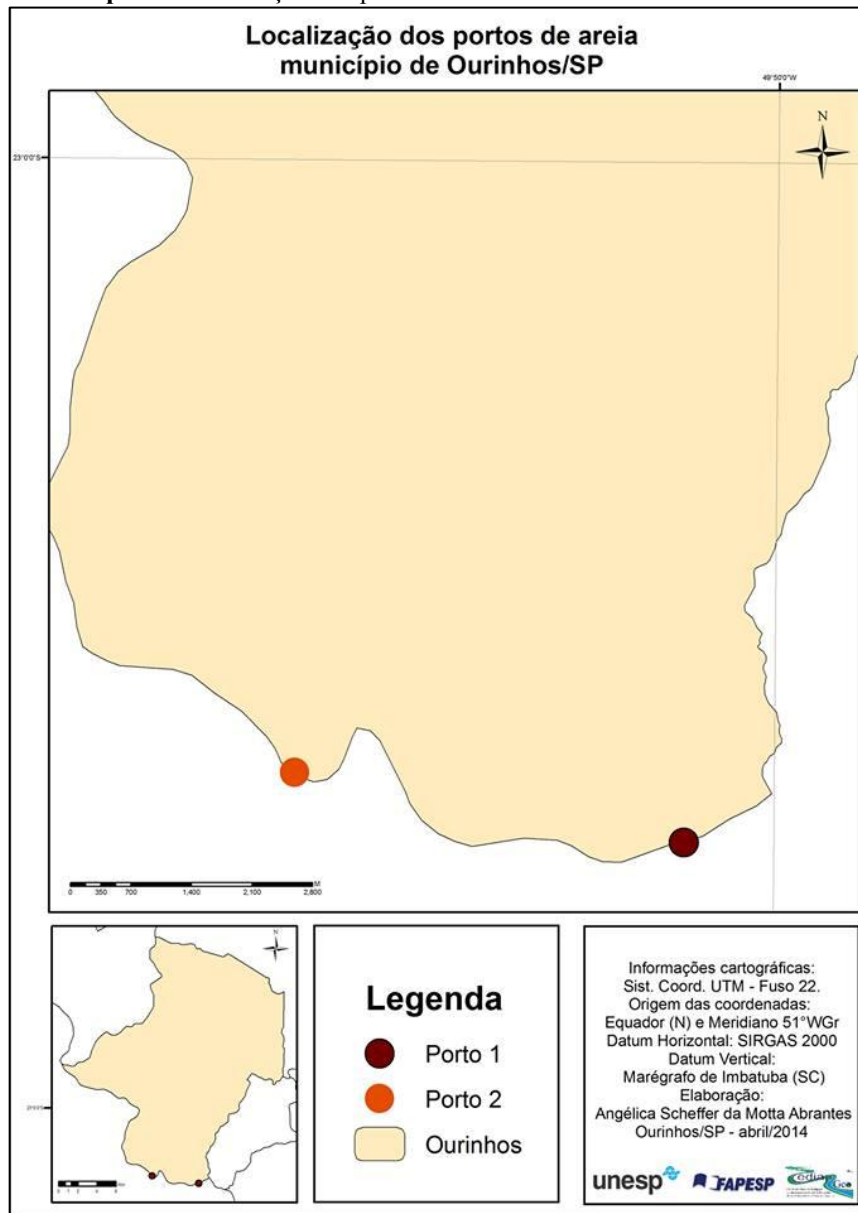 Localização dos portos de areia
município de Ourinhos/SP
49°50'0"W
N
23°0'0"S
M
0 350 700 1,400 2,100 2,800
N
Legenda
Porto 1
Porto 2
Ourinhos
Informações cartográficas:
Sist. Coord. UTM - Fuso 22.
Origem das coordenadas:
Equador (N) e Meridiano 51°WGr
Datum Horizontal: SIRGAS 2000
Datum Vertical:
Marégrafo de Imbatuba (SC)
Elaboração:
Angélica Scheffer da Motta Abrantes
Ourinhos/SP - abril/2014
unesp FAPESP